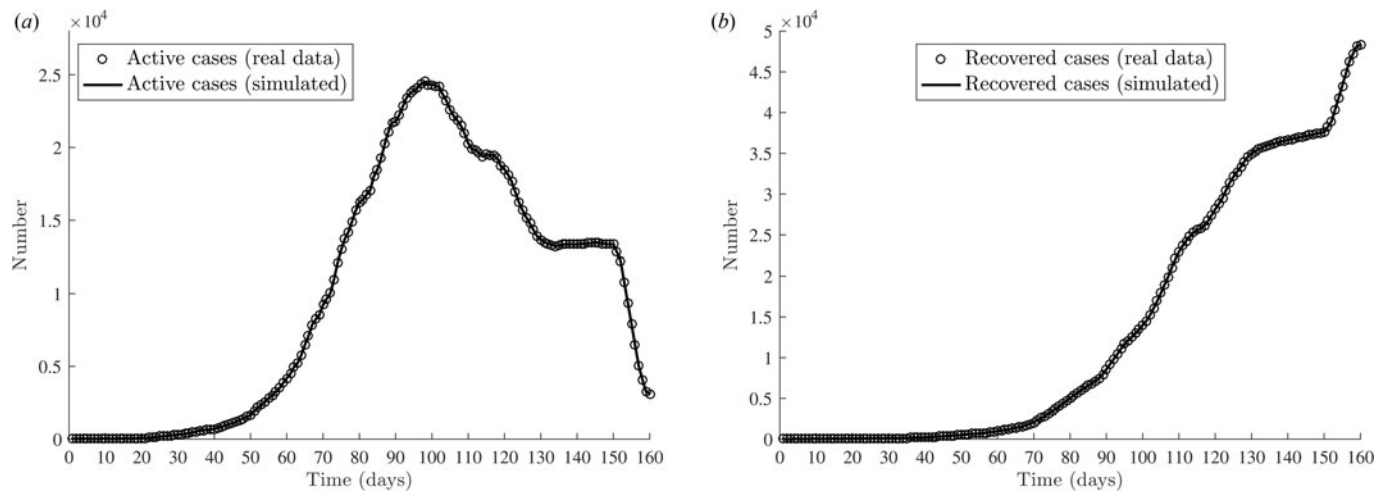 (a)
×10⁴
Active cases (real data)
Active cases (simulated)
2.5
2
1.5
1
0.5
0
Number
0 10 20 30 40 50 60 70 80 90 100 110 120 130 140 150 160
Time (days)
(b)
×10⁴
Recovered cases (real data)
Recovered cases (simulated)
5
4.5
4
3.5
3
2.5
2
1.5
1
0.5
0
Number
0 10 20 30 40 50 60 70 80 90 100 110 120 130 140 150 160
Time (days)